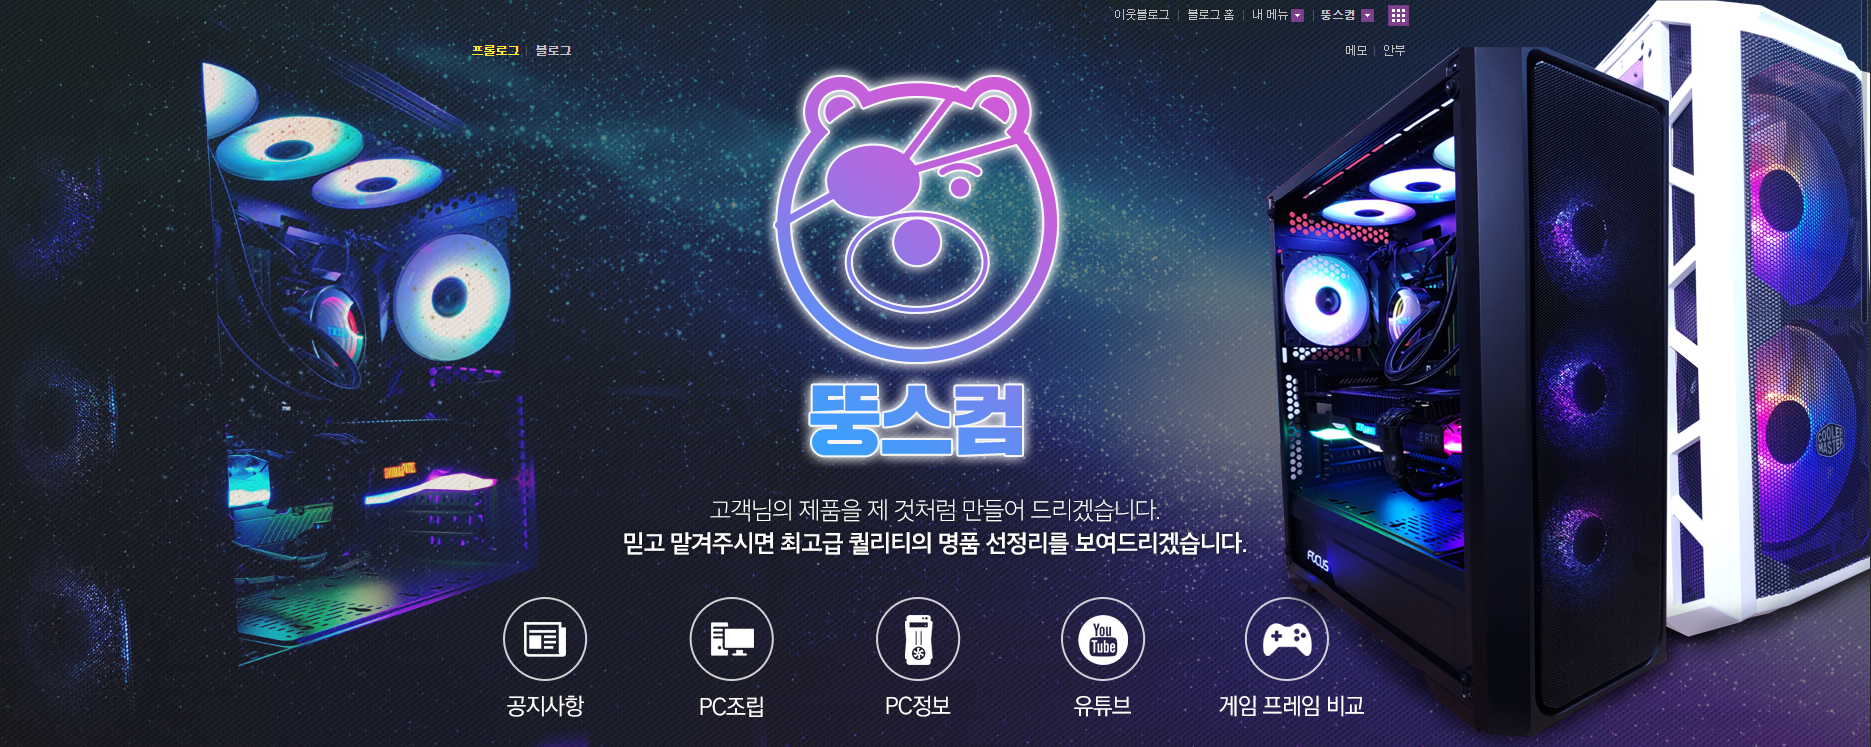 이웃블로그 | 블로그 홈 | 내 메뉴 | 뚱스컴
프롤로그 | 블로그
메모 | 안부
뚱스컴
고객님의 제품을 제 것처럼 만들어 드리겠습니다.
믿고 맡겨주시면 최고급 퀄리티의 명품 선정리를 보여드리겠습니다.
FOCUS
COOLER MASTER
RTX
You
Tube
공지사항
PC조립
PC정보
유튜브
게임 프레임 비교